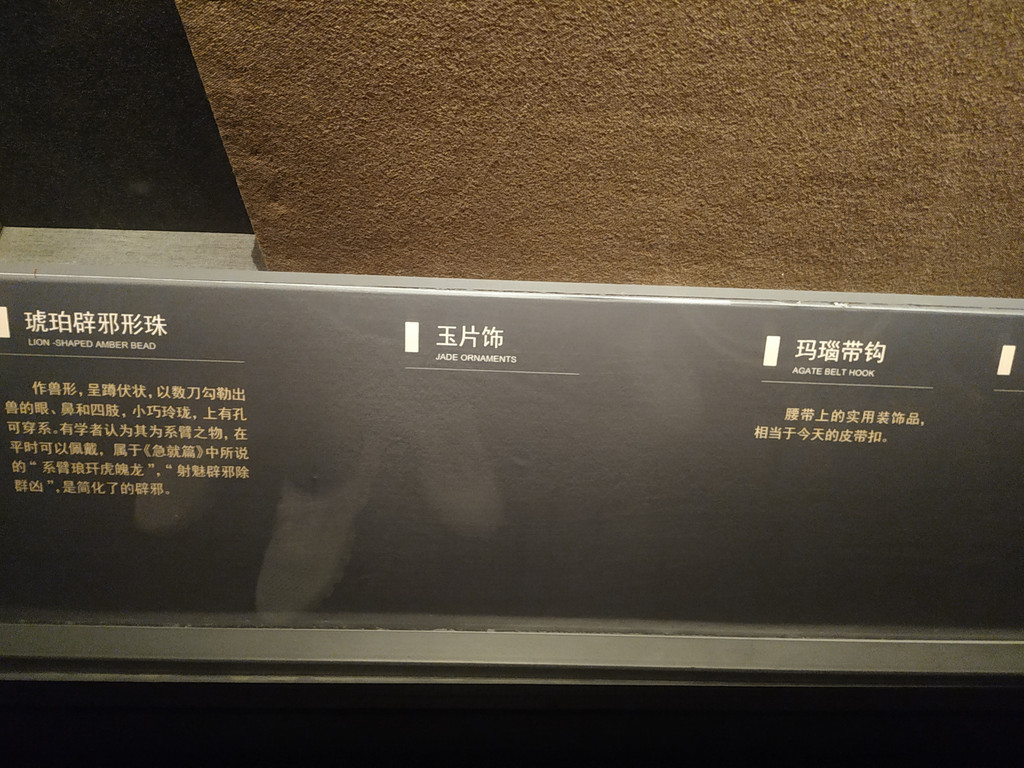 琥珀辟邪形珠
LION -SHAPED AMBER BEAD
作兽形，呈蹲伏状，以数刀勾勒出
兽的眼、鼻和四肢，小巧玲珑，上有孔
可穿系。有学者认为其为系臂之物，在
平时可以佩戴，属于《急就篇》中所说
的“系臂琅玕虎魄龙”，“射魅辟邪除
群凶”，是简化了的辟邪。
玉片饰
JADE ORNAMENTS
玛瑙带钩
AGATE BELT HOOK
腰带上的实用装饰品，
相当于今天的皮带扣。